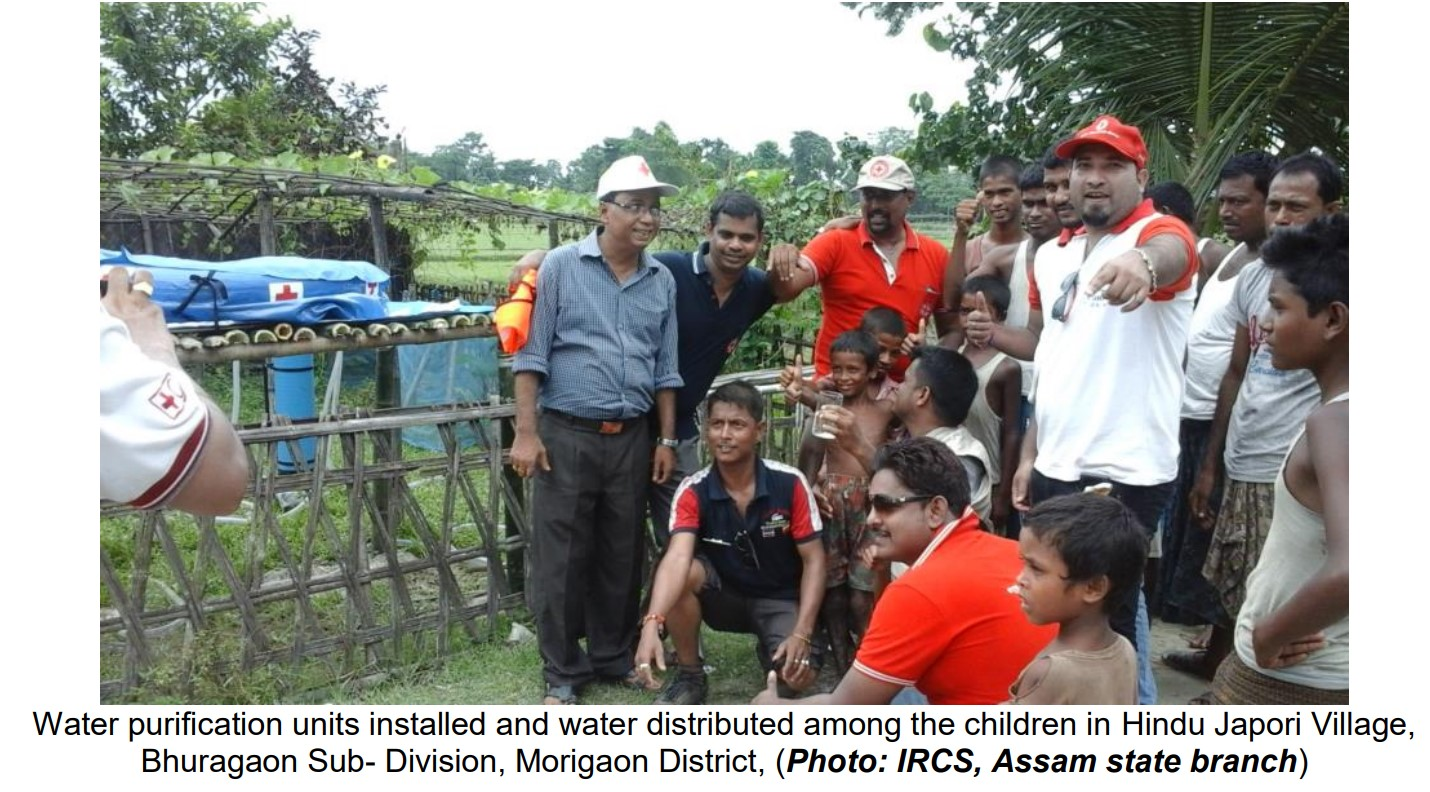 Water purification units installed and water distributed among the children in Hindu Japori Village,
Bhuragaon Sub- Division, Morigaon District, (Photo: IRCS, Assam state branch)